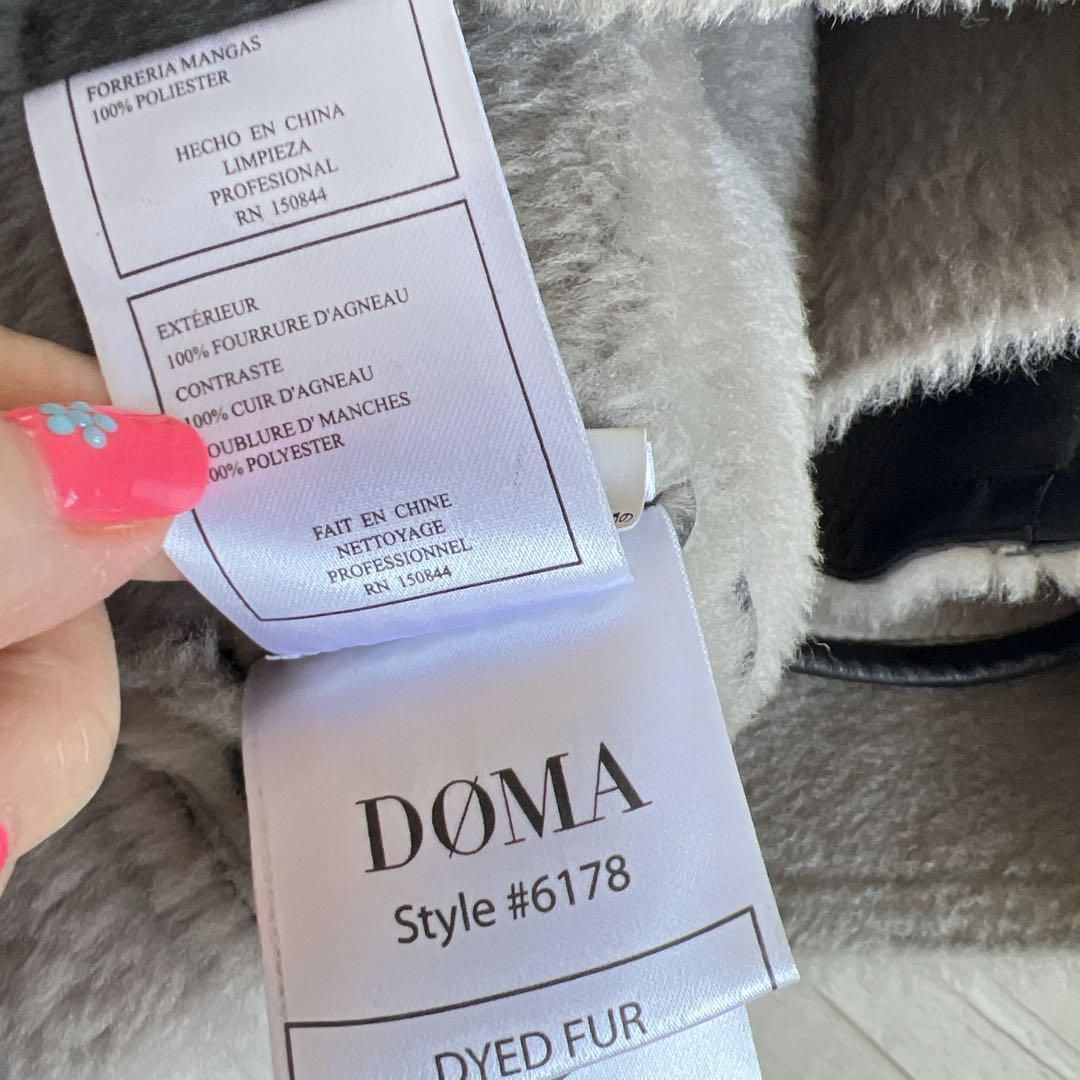 FORRERIA MANGAS
100% POLIESTER
HECHO EN CHINA
LIMPIEZA
PROFESIONAL
RN 150844
EXTÉRIEUR
100% FOURRURE D'AGNEAU
CONTRASTE
100% CUIR D'AGNEAU
OUBLURE D' MANCHES
00% POLYESTER
FAIT EN CHINE
NETTOYAGE
PROFESSIONNEL
RN 150844
DØMA
Style #6178
DYED FUR